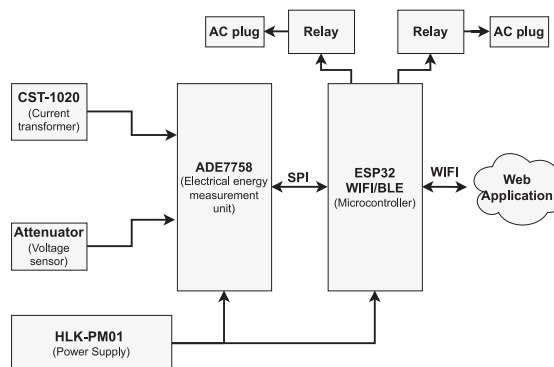 AC plug
Relay
Relay
AC plug
CST-1020
(Current
transformer)
ADE7758
(Electrical energy
measurement
unit)
SPI
ESP32
WIFI/BLE
(Microcontroller)
WIFI
Web
Application
Attenuator
(Voltage
sensor)
HLK-PM01
(Power Supply)